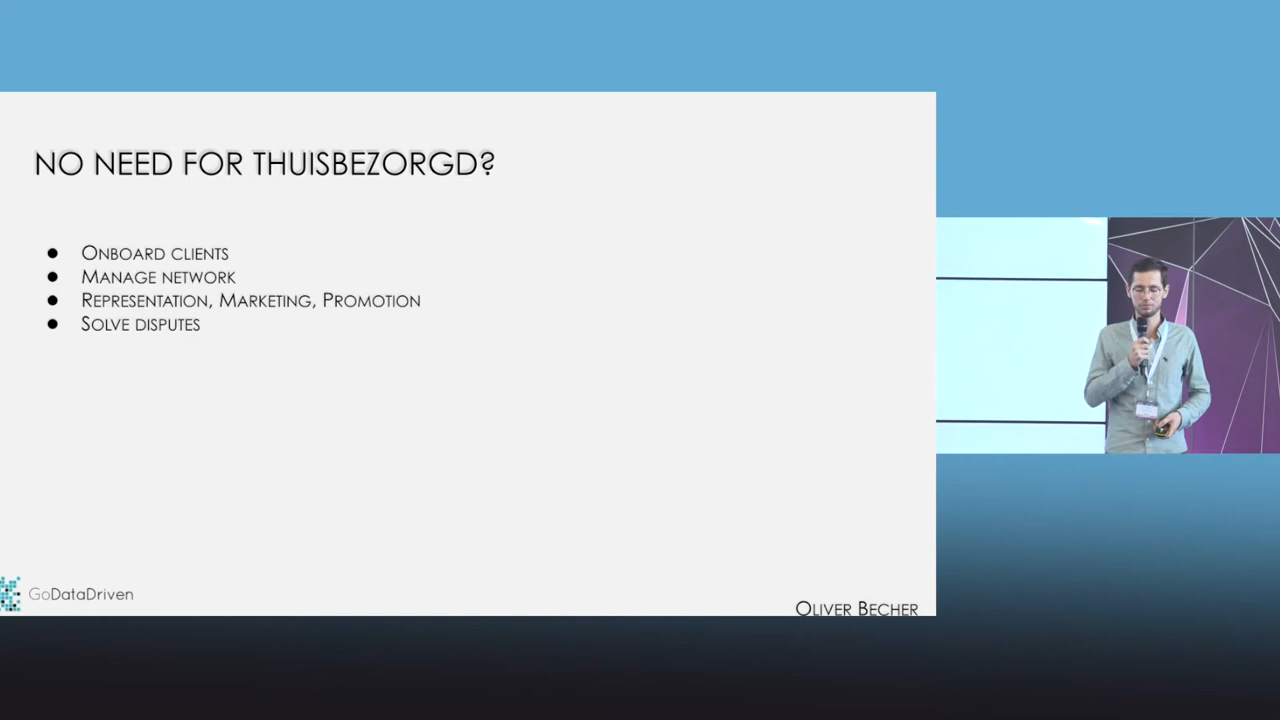 NO NEED FOR THUISBEZORGD?
● ONBOARD CLIENTS
● MANAGE NETWORK
● REPRESENTATION, MARKETING, PROMOTION
● SOLVE DISPUTES
GoDataDriven
OLIVER BECHER